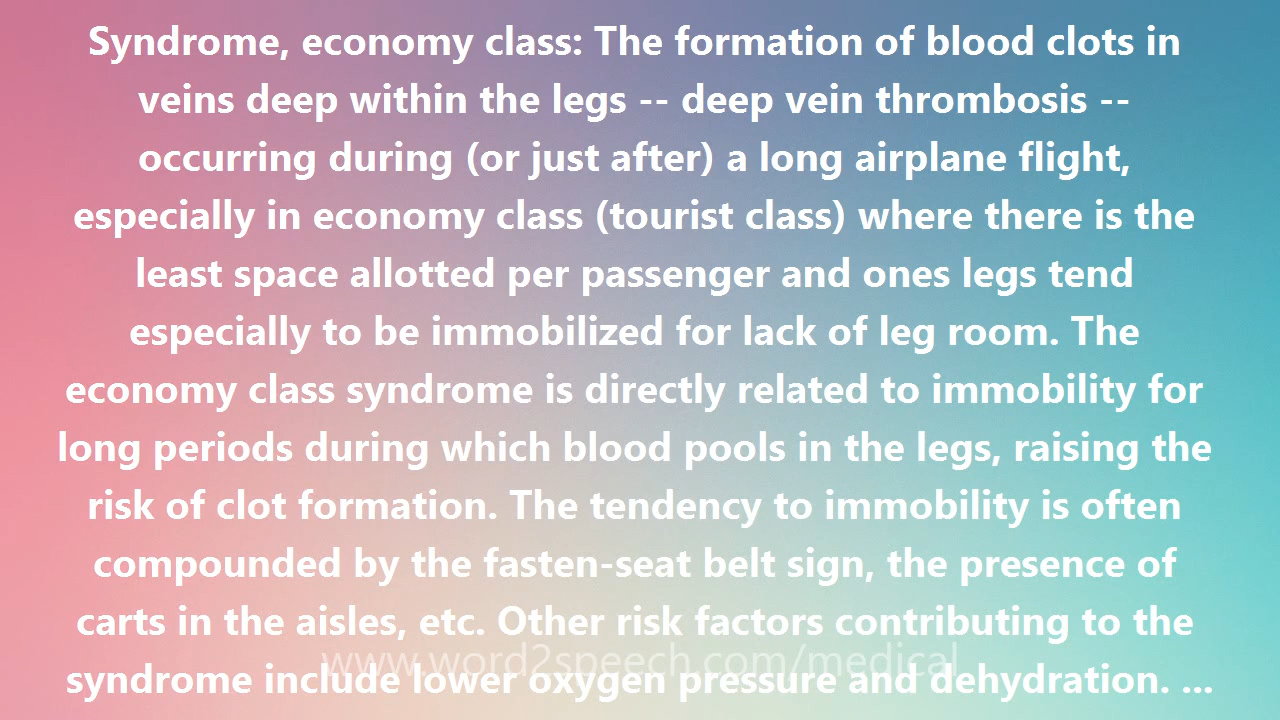 Syndrome, economy class: The formation of blood clots in
veins deep within the legs -- deep vein thrombosis --
occurring during (or just after) a long airplane flight,
especially in economy class (tourist class) where there is the
least space allotted per passenger and ones legs tend
especially to be immobilized for lack of leg room. The
economy class syndrome is directly related to immobility for
long periods during which blood pools in the legs, raising the
risk of clot formation. The tendency to immobility is often
compounded by the fasten-seat belt sign, the presence of
carts in the aisles, etc. Other risk factors contributing to the
www.word2speech.com/medical
syndrome include lower oxygen pressure and dehydration. ...